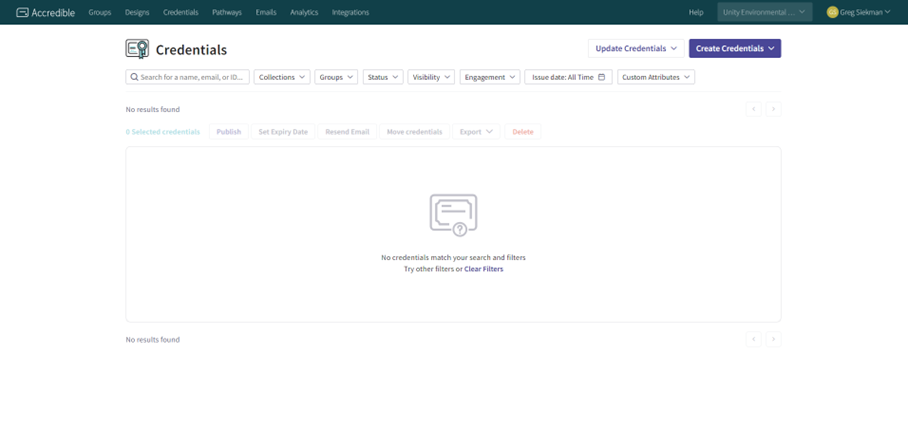 Accredible Groups Designs Credentials Pathways Emails Analytics Integrations Help Unity Environmental ... GS Greg Siekman
Credentials Update Credentials Create Credentials
Search for a name, email, or ID... Collections Groups Status Visibility Engagement Issue date: All Time Custom Attributes
No results found
0 Selected credentials Publish Set Expiry Date Resend Email Move credentials Export Delete
No credentials match your search and filters
Try other filters or Clear Filters
No results found